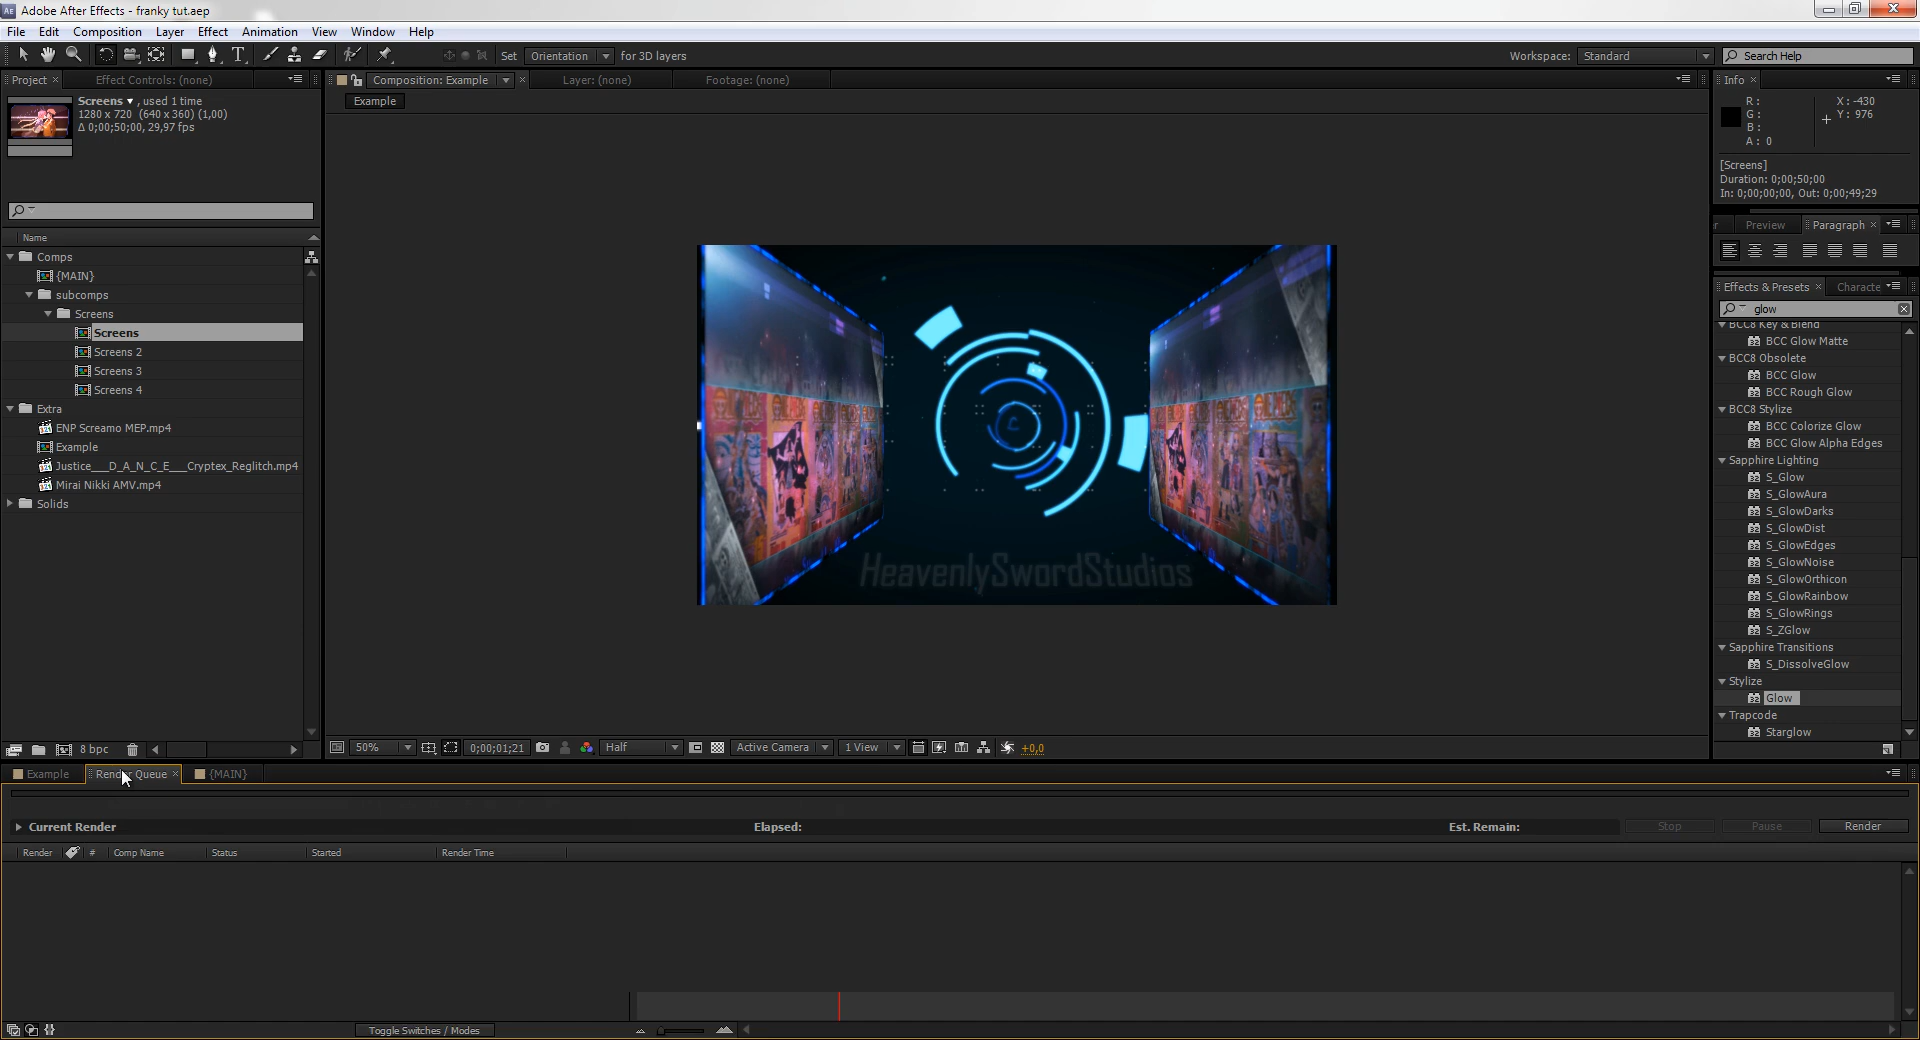 Adobe After Effects - franky tut.aep
File Edit Composition Layer Effect Animation View Window Help
Set Orientation for 3D layers Workspace: Standard Search Help
Project Effect Controls: (none)
Screens , used 1 time
1280 x 720 (640 x 360) (1,00)
Δ 0;00;50;00, 29,97 fps
Name
Comps
{MAIN}
subcomps
Screens
Screens
Screens 2
Screens 3
Screens 4
Extra
ENP Screamo MEP.mp4
Example
Justice___D_A_N_C_E___Cryptex_Reglitch.mp4
Mirai Nikki AMV.mp4
Solids
8 bpc
Composition: Example Layer: (none) Footage: (none)
Example
HeavenlySwordStudios
50% 0;00;01;21 Half Active Camera 1 View +0,0
Info
R :
G :
B :
A : 0
X : -430
Y : 976
[Screens]
Duration: 0;00;50;00
In: 0;00;00;00, Out: 0;00;49;29
Preview Paragraph
Effects & Presets Characte
glow
BCC8 Key & Blend
BCC Glow Matte
BCC8 Obsolete
BCC Glow
BCC Rough Glow
BCC8 Stylize
BCC Colorize Glow
BCC Glow Alpha Edges
Sapphire Lighting
S_Glow
S_GlowAura
S_GlowDarks
S_GlowDist
S_GlowEdges
S_GlowNoise
S_GlowOrthicon
S_GlowRainbow
S_GlowRings
S_ZGlow
Sapphire Transitions
S_DissolveGlow
Stylize
Glow
Trapcode
Starglow
Example Render Queue {MAIN}
Current Render Elapsed: Est. Remain: Stop Pause Render
Render # Comp Name Status Started Render Time
Toggle Switches / Modes